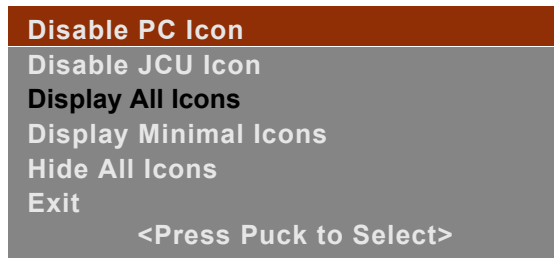 Disable PC Icon
Disable JCU Icon
Display All Icons
Display Minimal Icons
Hide All Icons
Exit
<Press Puck to Select>